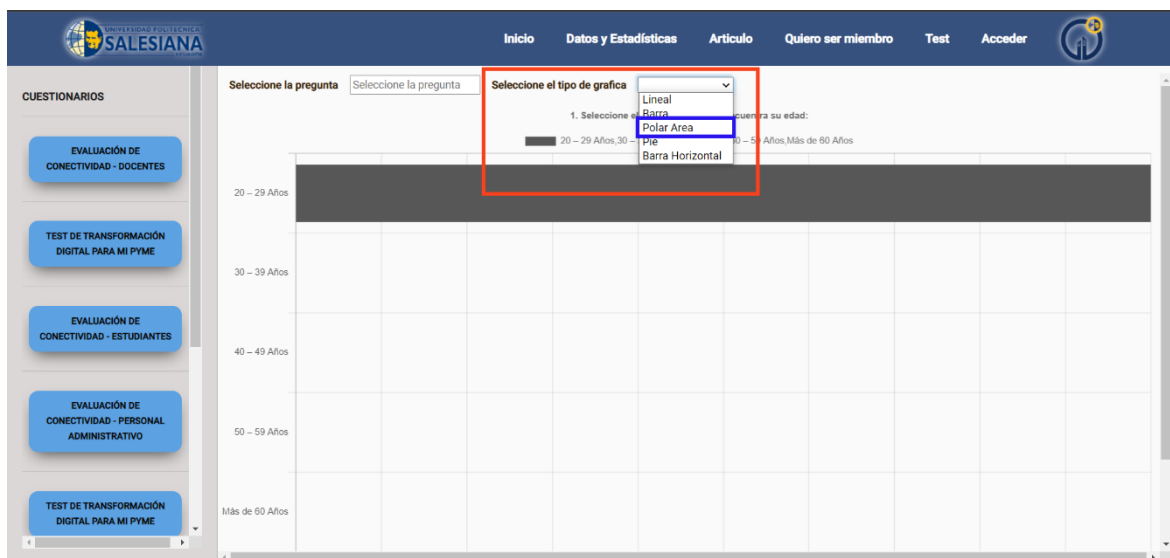 UNIVERSIDAD POLITÉCNICA
SALESIANA
Inicio
Datos y Estadísticas
Articulo
Quiero ser miembro
Test
Acceder
CUESTIONARIOS
EVALUACIÓN DE
CONECTIVIDAD - DOCENTES
TEST DE TRANSFORMACIÓN
DIGITAL PARA MI PYME
EVALUACIÓN DE
CONECTIVIDAD - ESTUDIANTES
EVALUACIÓN DE
CONECTIVIDAD - PERSONAL
ADMINISTRATIVO
TEST DE TRANSFORMACIÓN
DIGITAL PARA MI PYME
Seleccione la pregunta
Seleccione la pregunta
Seleccione el tipo de grafica
Lineal
Barra
Polar Area
Pie
Barra Horizontal
1. Seleccione su edad:
20 – 29 Años,30 – Años,Más de 60 Años
20 – 29 Años
30 – 39 Años
40 – 49 Años
50 – 59 Años
Más de 60 Años